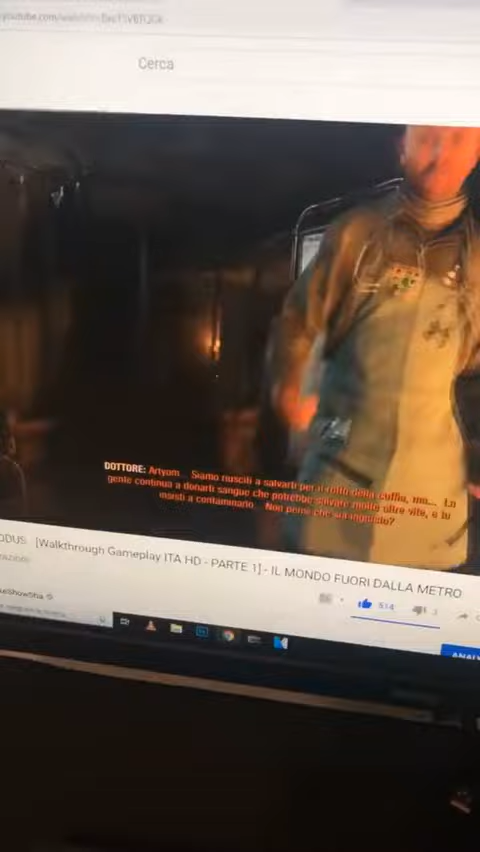 Cerca
DOTTORE: Artyom... Siamo riusciti a salvarti per il rotto della cuffia, ma... La
gente continua a donarti sangue che potrebbe salvare molte altre vite, e tu
insisti a contaminarlo. Non pensi che sia ingiusto?
[Walkthrough Gameplay ITA HD - PARTE 1] - IL MONDO FUORI DALLA METRO
514
3